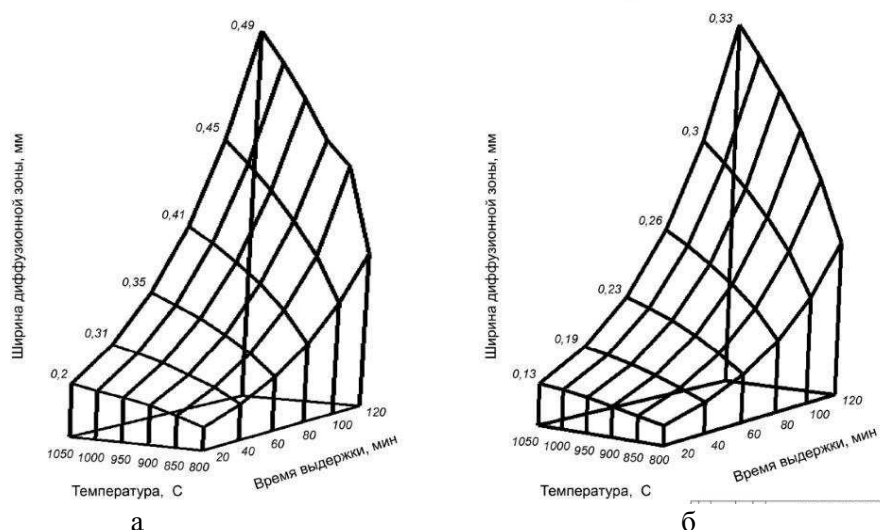 0,49
0,45
0,41
0,35
0,31
0,2
Ширина диффузионной зоны, мм
1050 1000 950 900 850 800
20 40 60 80 100 120
Температура, С
Время выдержки, мин
а
0,33
0,3
0,26
0,23
0,19
0,13
Ширина диффузионной зоны, мм
1050 1000 950 900 850 800
20 40 60 80 100 120
Температура, С
Время выдержки, мин
б